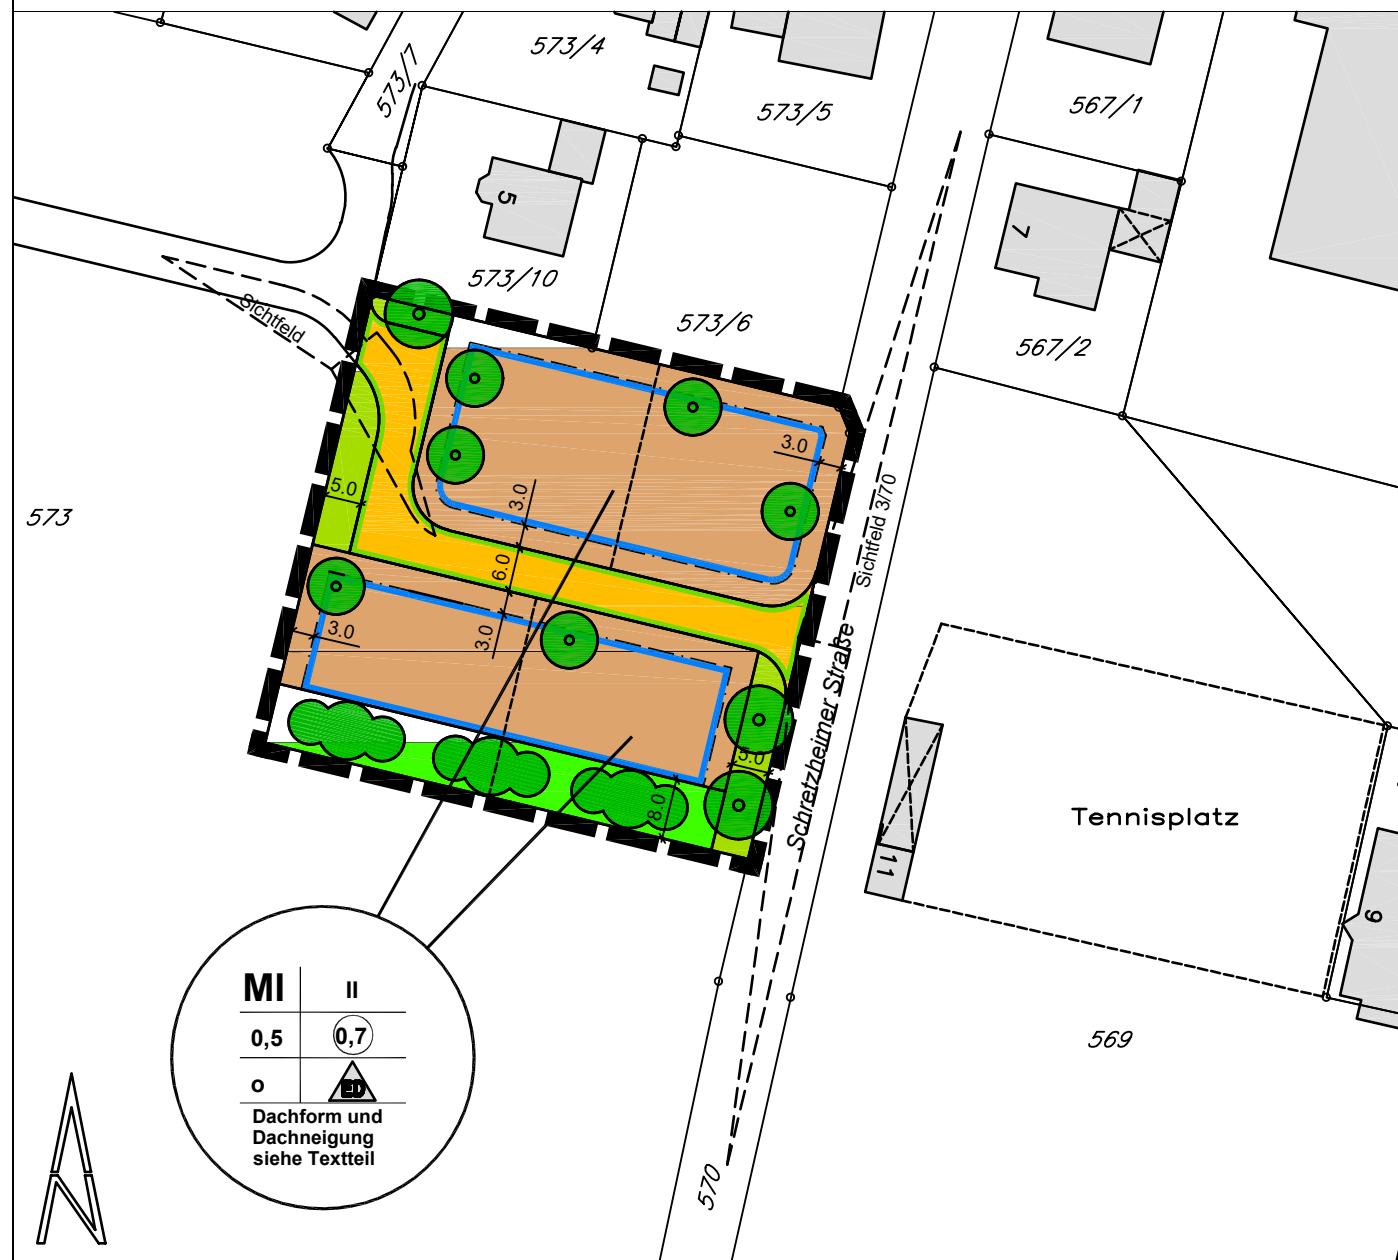 573/7
573/4
573/5
567/1
5
7
573/10
573/6
567/2
Sichtfeld
3.0
5.0
3.0
573
6.0
Sichtfeld 3/70
3.0
3.0
Schretzheimer Straße
5.0
8.0
Tennisplatz
11
9
MI II
0,5 0,7
o ED
Dachform und
Dachneigung
siehe Textteil
569
570
N